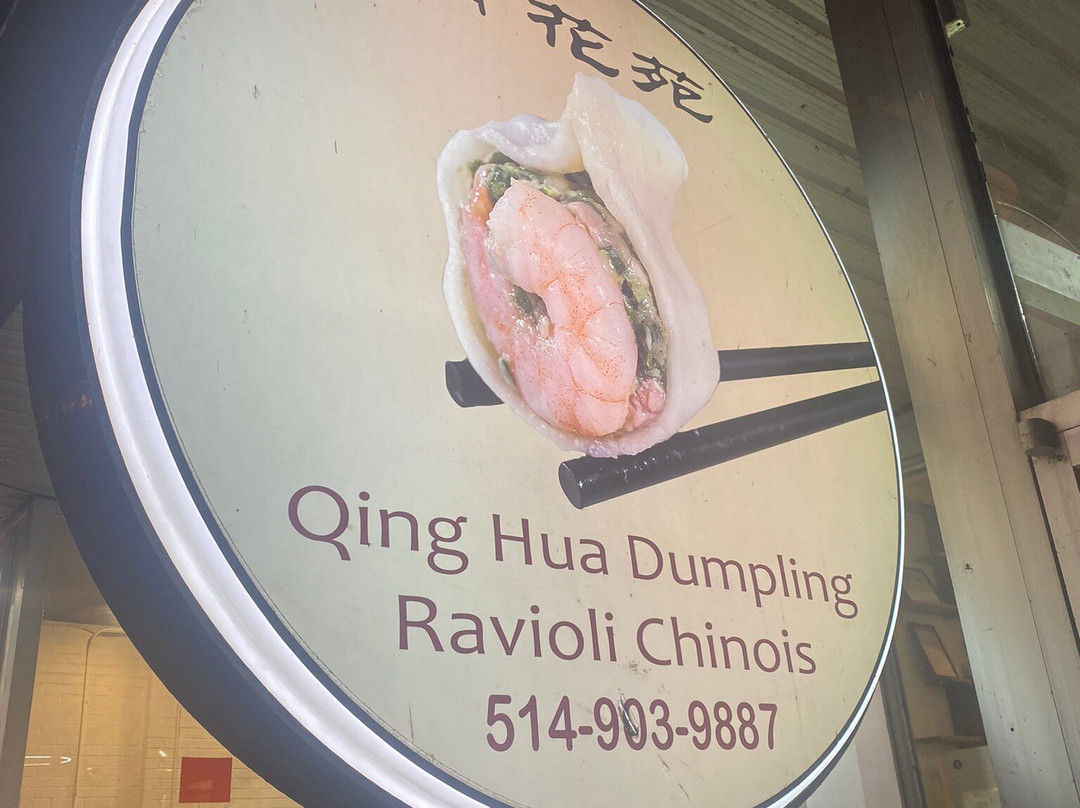 花苑
Qing Hua Dumpling
Ravioli Chinois
514-903-9887